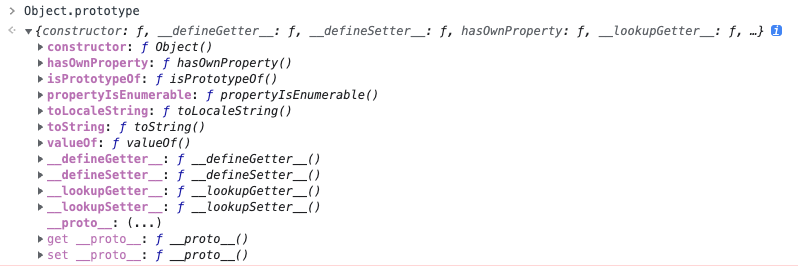 > Object.prototype
{constructor: ƒ, __defineGetter__: ƒ, __defineSetter__: ƒ, hasOwnProperty: ƒ, __lookupGetter__: ƒ, …} i
constructor: ƒ Object()
hasOwnProperty: ƒ hasOwnProperty()
isPrototypeOf: ƒ isPrototypeOf()
propertyIsEnumerable: ƒ propertyIsEnumerable()
toLocaleString: ƒ toLocaleString()
toString: ƒ toString()
valueOf: ƒ valueOf()
__defineGetter__: ƒ __defineGetter__()
__defineSetter__: ƒ __defineSetter__()
__lookupGetter__: ƒ __lookupGetter__()
__lookupSetter__: ƒ __lookupSetter__()
__proto__: (...)
get __proto__: ƒ __proto__()
set __proto__: ƒ __proto__()